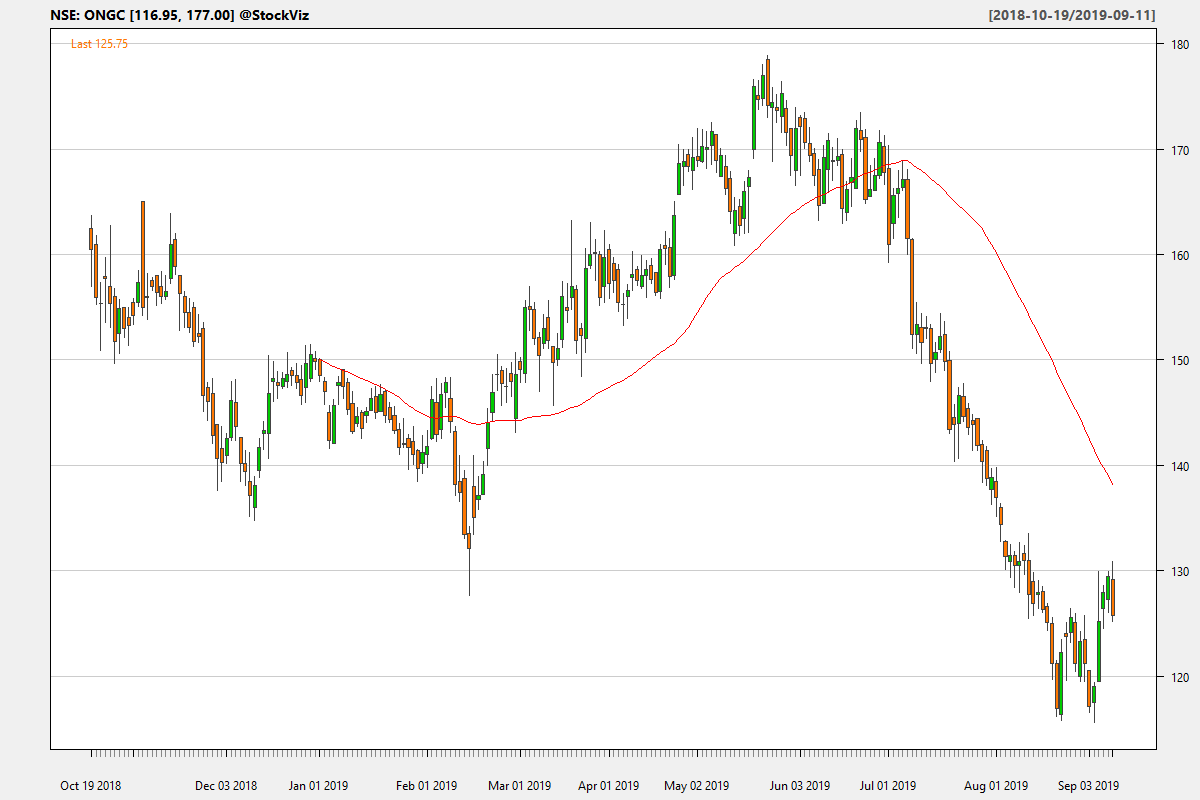 NSE: ONGC [116.95, 177.00] @StockViz [2018-10-19/2019-09-11]
Last 125.75
180
170
160
150
140
130
120
Oct 19 2018 Dec 03 2018 Jan 01 2019 Feb 01 2019 Mar 01 2019 Apr 01 2019 May 02 2019 Jun 03 2019 Jul 01 2019 Aug 01 2019 Sep 03 2019